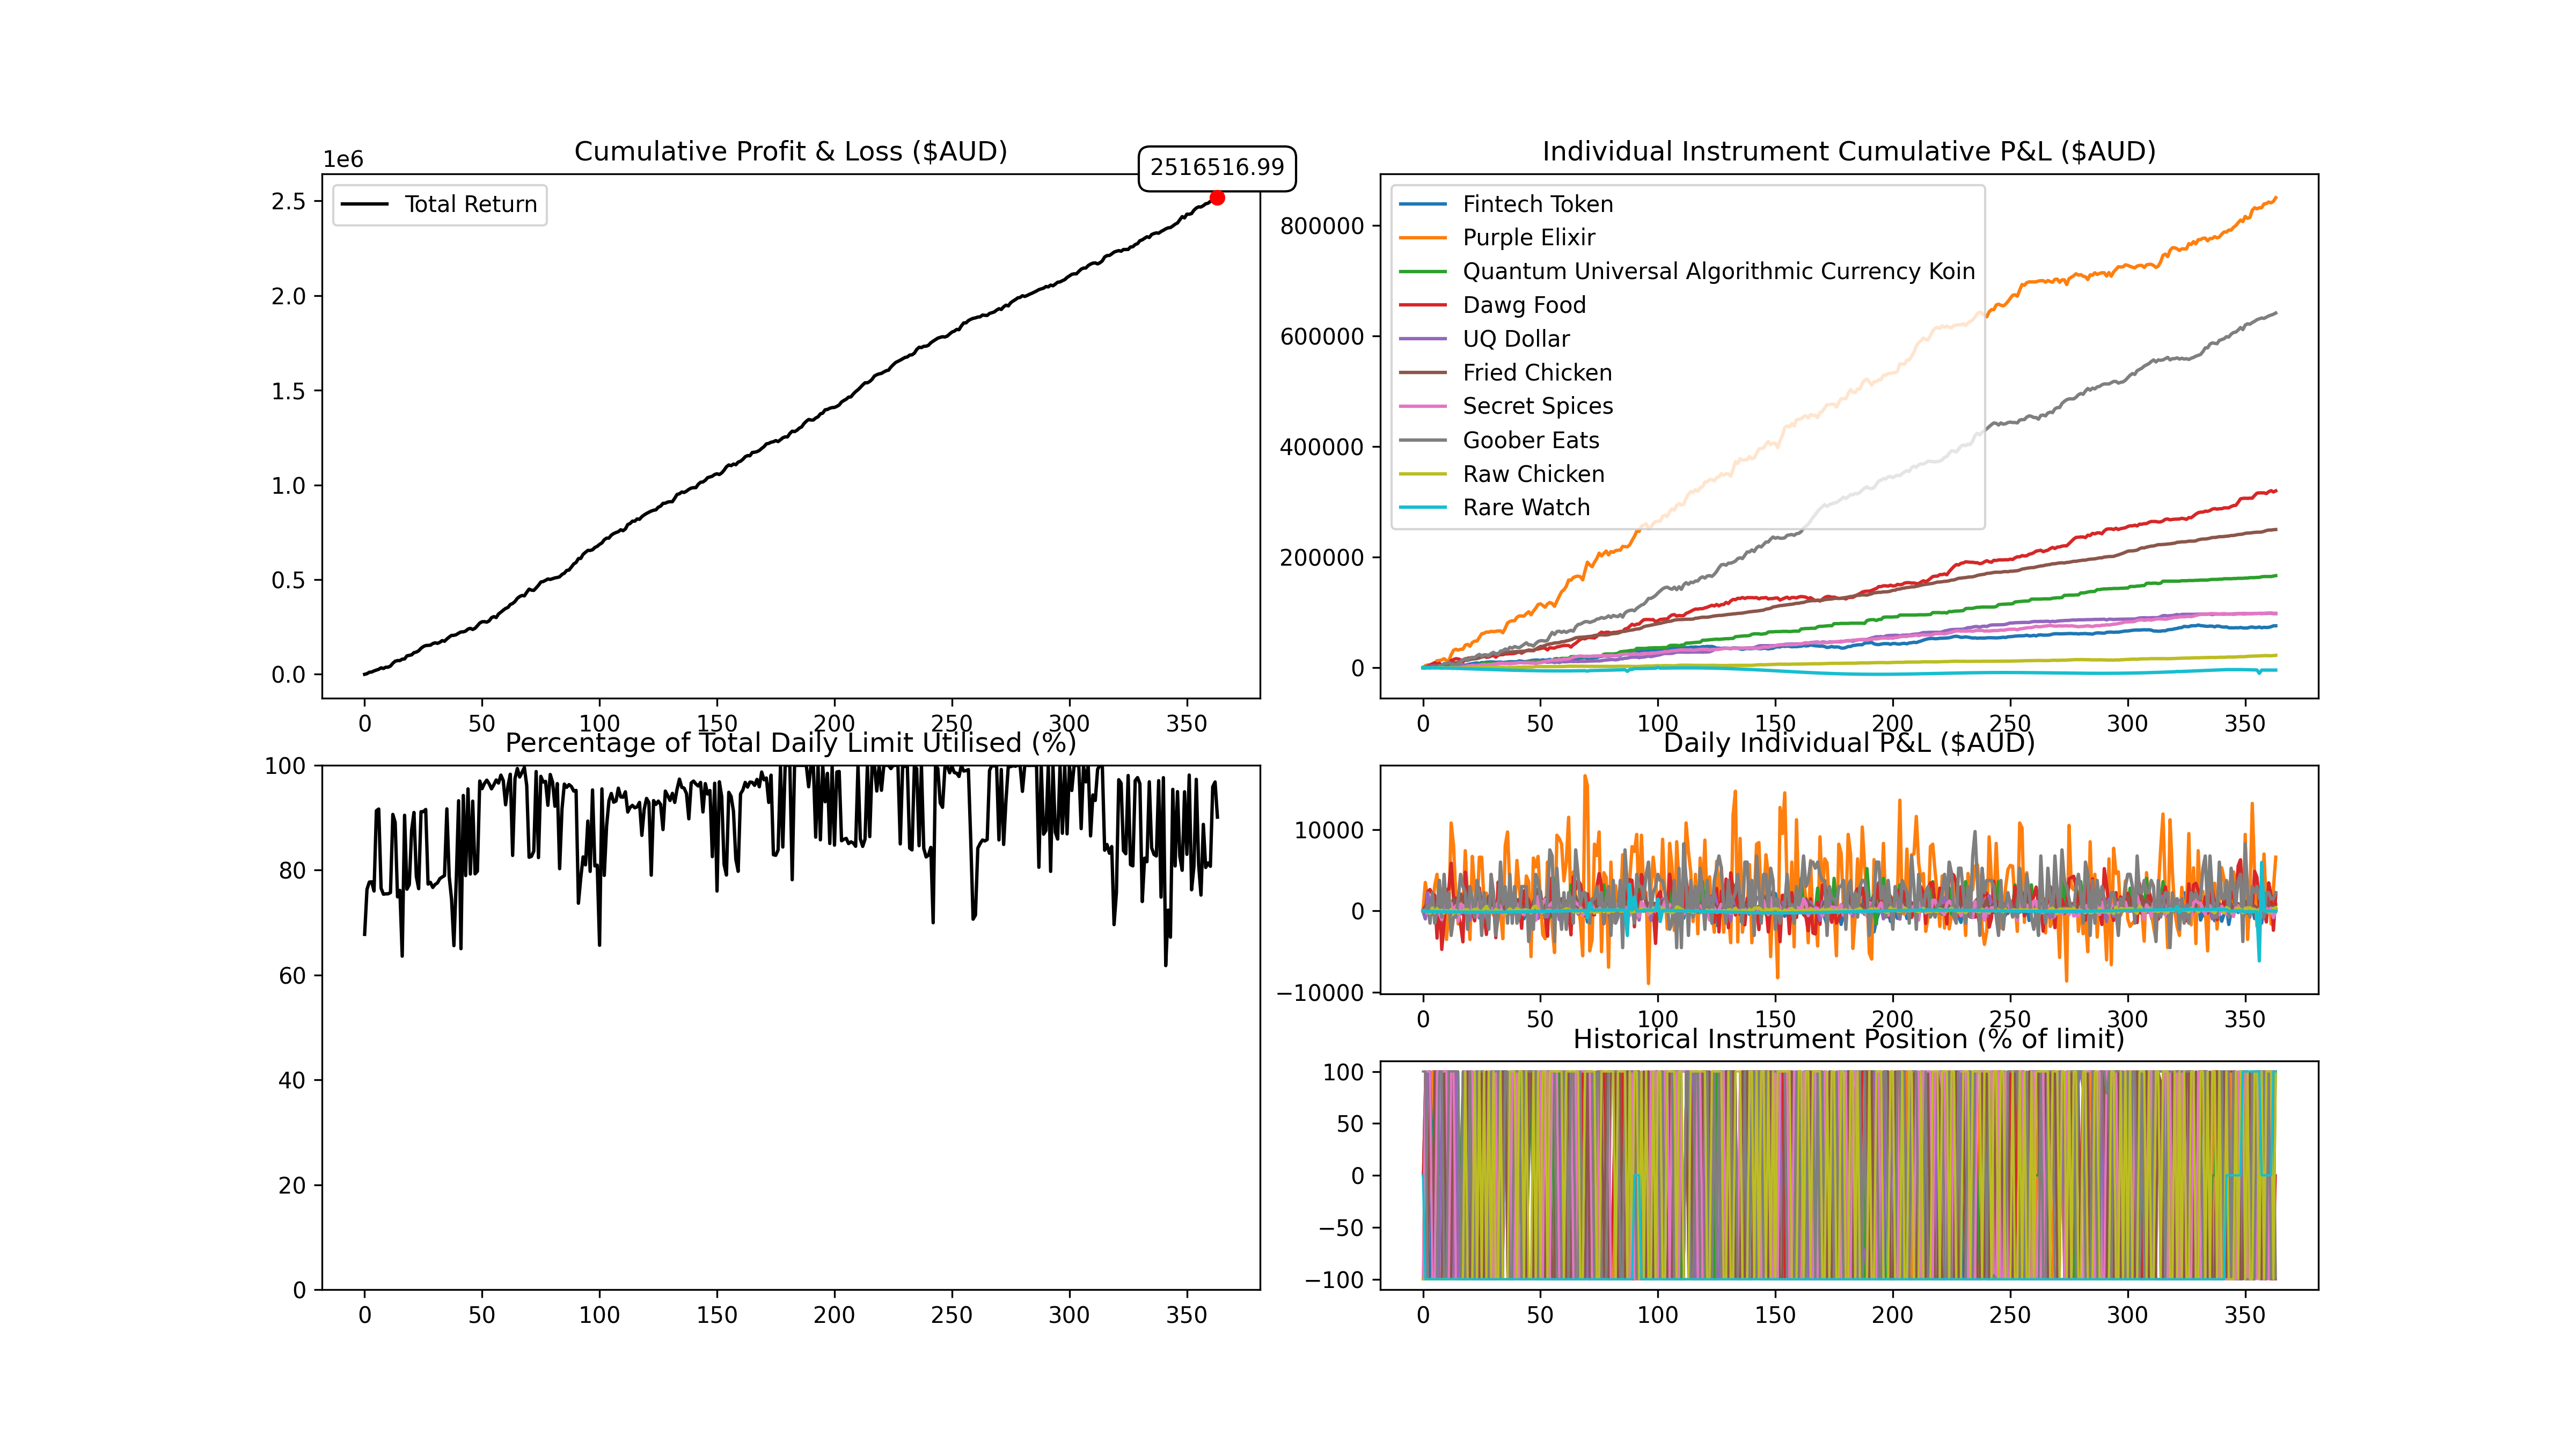 Cumulative Profit & Loss ($AUD)
1e6
2516516.99
Total Return
2.5
2.0
1.5
1.0
0.5
0.0
0 50 100 150 200 250 300 350
Individual Instrument Cumulative P&L ($AUD)
Fintech Token
Purple Elixir
Quantum Universal Algorithmic Currency Koin
Dawg Food
UQ Dollar
Fried Chicken
Secret Spices
Goober Eats
Raw Chicken
Rare Watch
800000
600000
400000
200000
0
0 50 100 150 200 250 300 350
Percentage of Total Daily Limit Utilised (%)
100
80
60
40
20
0
0 50 100 150 200 250 300 350
Daily Individual P&L ($AUD)
10000
0
−10000
0 50 100 150 200 250 300 350
Historical Instrument Position (% of limit)
100
50
0
−50
−100
0 50 100 150 200 250 300 350